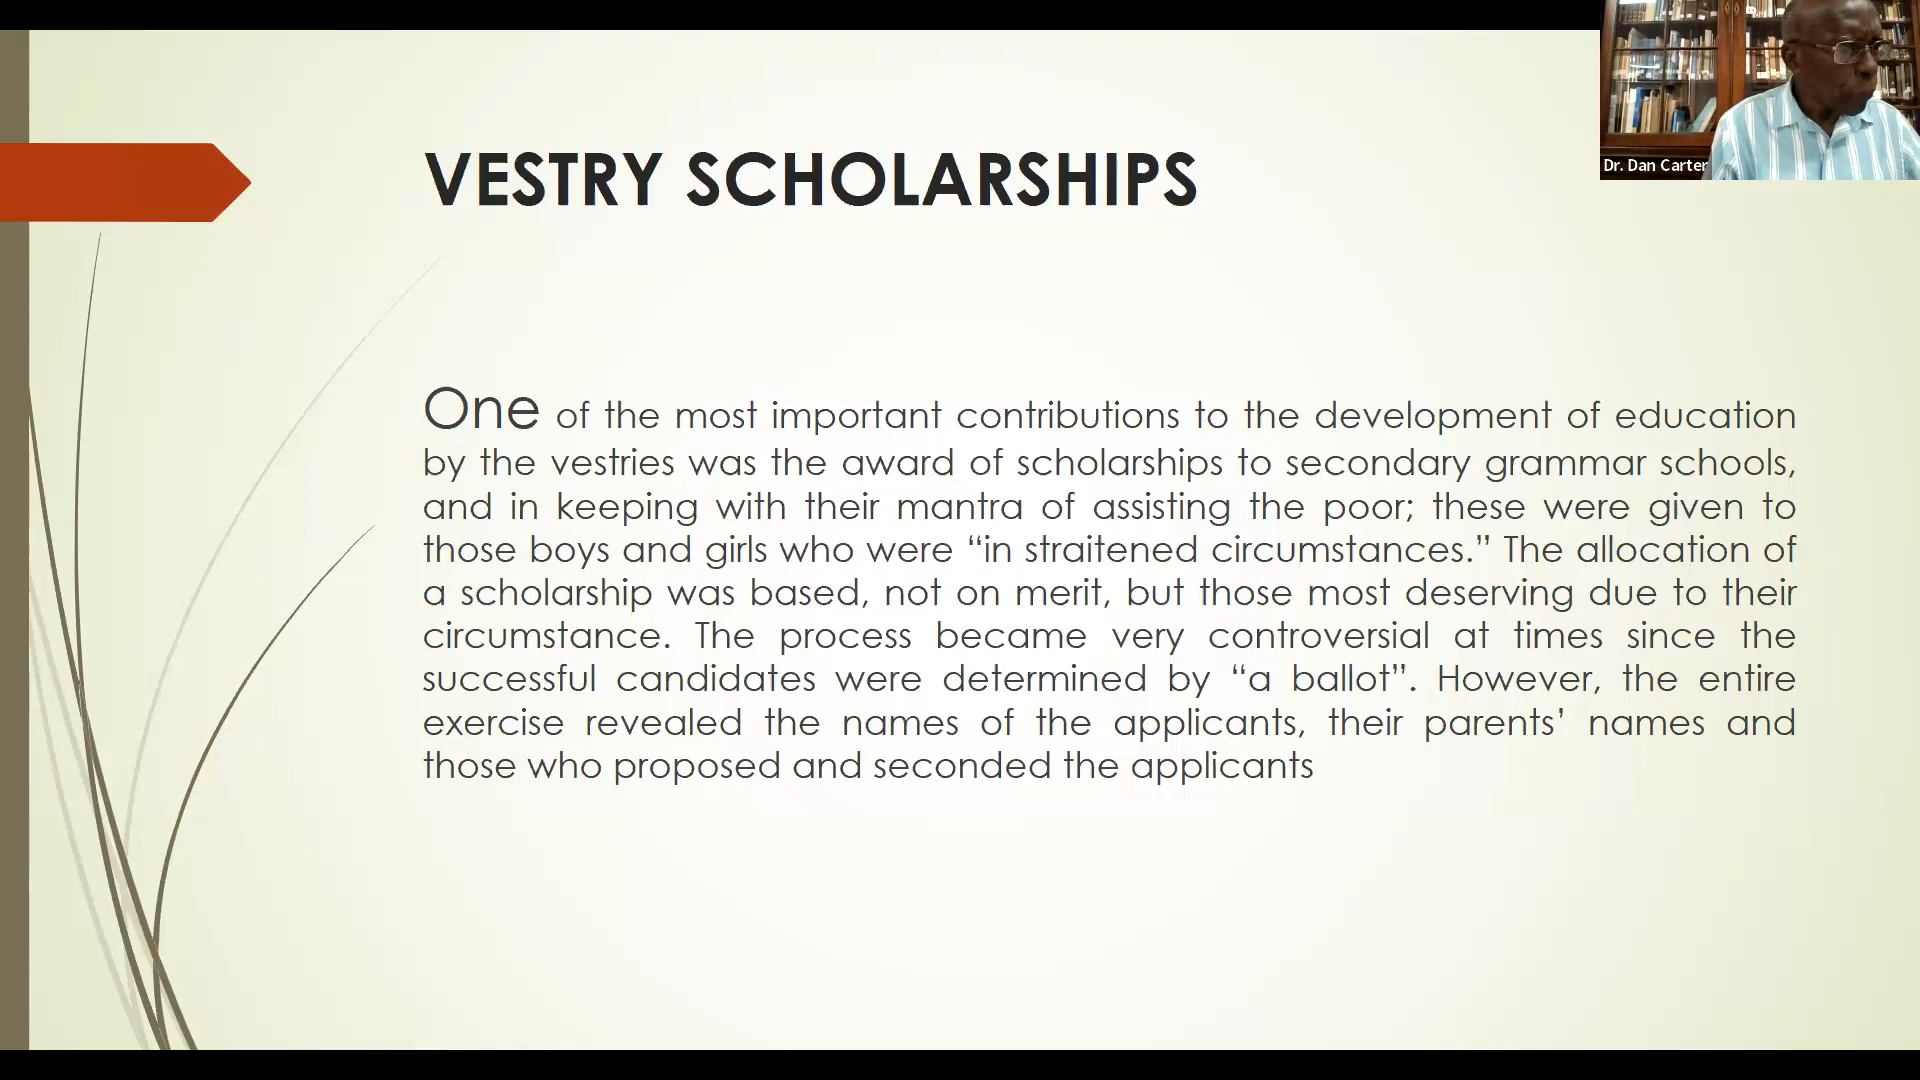 VESTRY SCHOLARSHIPS
Dr. Dan Carter
One of the most important contributions to the development of education
by the vestries was the award of scholarships to secondary grammar schools,
and in keeping with their mantra of assisting the poor; these were given to
those boys and girls who were “in straitened circumstances.” The allocation of
a scholarship was based, not on merit, but those most deserving due to their
circumstance. The process became very controversial at times since the
successful candidates were determined by “a ballot”. However, the entire
exercise revealed the names of the applicants, their parents’ names and
those who proposed and seconded the applicants